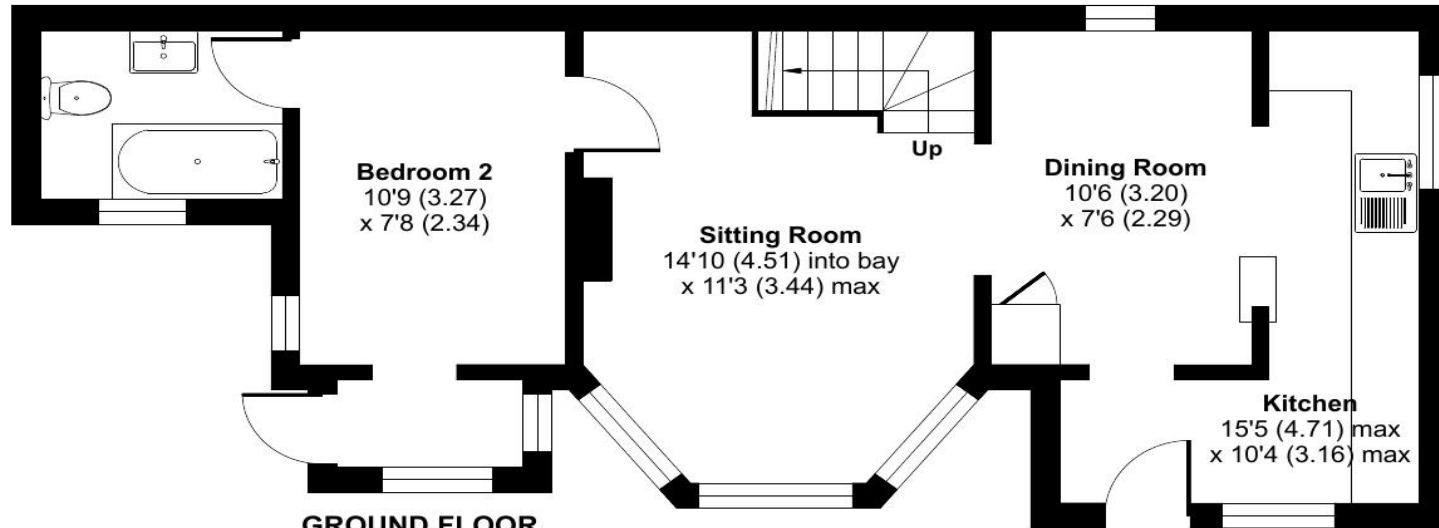 Bedroom 2
10'9 (3.27)
x 7'8 (2.34)
Up
Sitting Room
14'10 (4.51) into bay
x 11'3 (3.44) max
Dining Room
10'6 (3.20)
x 7'6 (2.29)
Kitchen
15'5 (4.71) max
x 10'4 (3.16) max
GROUND FLOOR